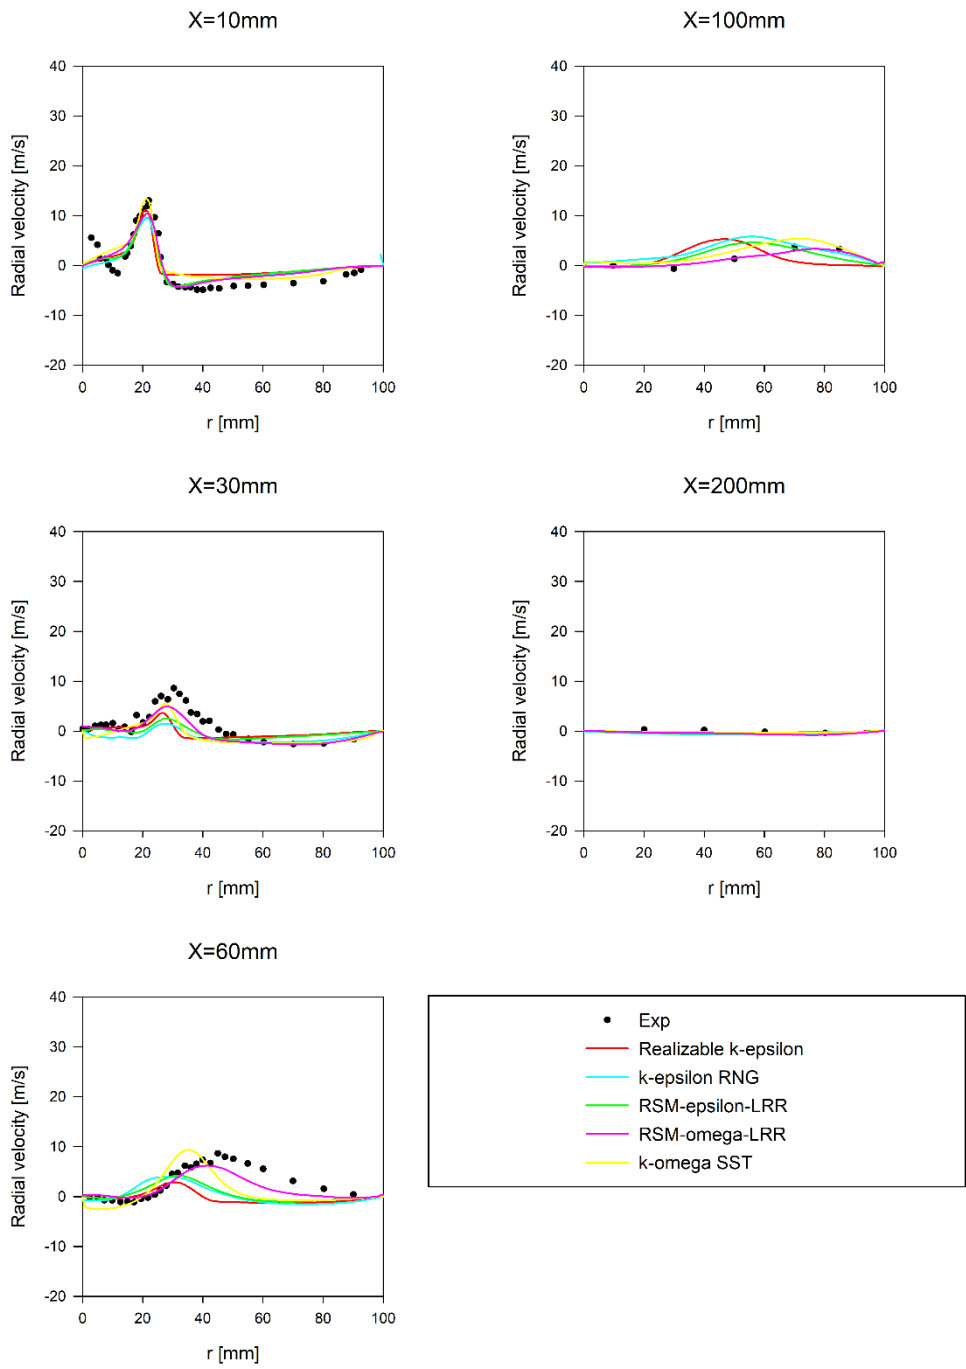 X=10mm
Radial velocity [m/s]
40
30
20
10
0
-10
-20
0 20 40 60 80 100
r [mm]
X=100mm
Radial velocity [m/s]
40
30
20
10
0
-10
-20
0 20 40 60 80 100
r [mm]
X=30mm
Radial velocity [m/s]
40
30
20
10
0
-10
-20
0 20 40 60 80 100
r [mm]
X=200mm
Radial velocity [m/s]
40
30
20
10
0
-10
-20
0 20 40 60 80 100
r [mm]
X=60mm
Radial velocity [m/s]
40
30
20
10
0
-10
-20
0 20 40 60 80 100
r [mm]
Exp
Realizable k-epsilon
k-epsilon RNG
RSM-epsilon-LRR
RSM-omega-LRR
k-omega SST